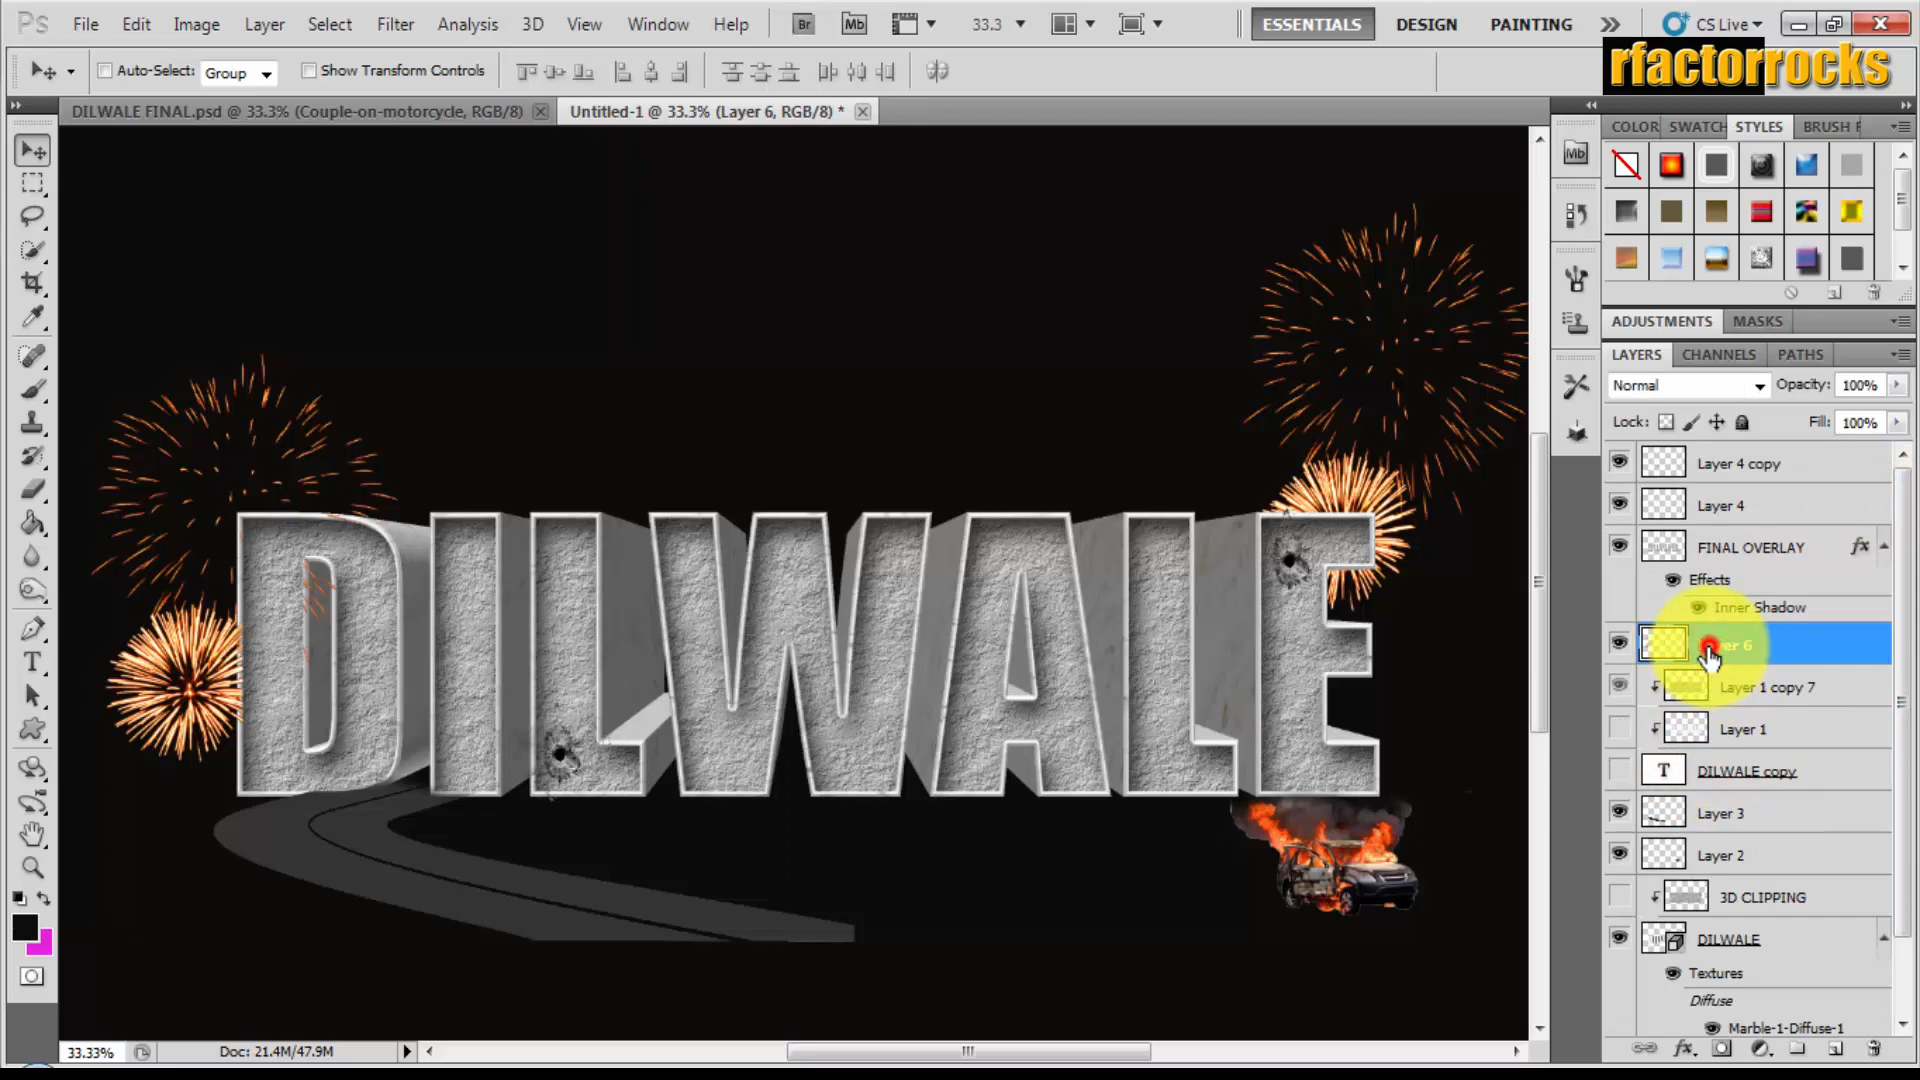 Ps File Edit Image Layer Select Filter Analysis 3D View Window Help Br Mb 33.3 ESSENTIALS DESIGN PAINTING CS Live
Auto-Select: Group Show Transform Controls
rfactorrocks
DILWALE FINAL.psd @ 33.3% (Couple-on-motorcycle, RGB/8) Untitled-1 @ 33.3% (Layer 6, RGB/8) *
COLOR SWATCH STYLES BRUSH F
Mb
ADJUSTMENTS MASKS
LAYERS CHANNELS PATHS
Normal Opacity: 100%
Lock: Fill: 100%
Layer 4 copy
Layer 4
FINAL OVERLAY fx
Effects
Inner Shadow
Layer 1 copy 7
Layer 1
T DILWALE copy
Layer 3
Layer 2
3D CLIPPING
DILWALE
Textures
Diffuse
Marble-1-Diffuse-1
DILWALE
T
33.33% Doc: 21.4M/47.9M
fx